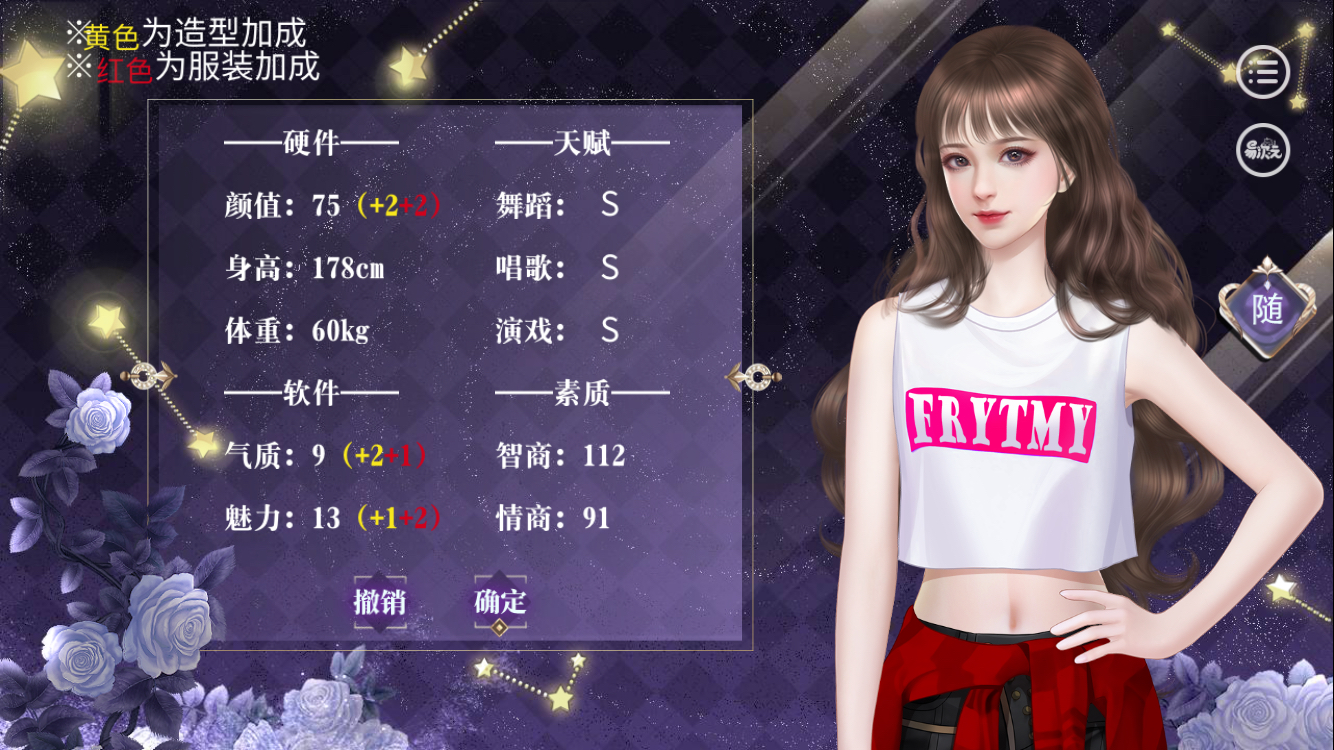 ※黄色为造型加成
※红色为服装加成
硬件
颜值：75（+2+2）
身高：178cm
体重：60kg
软件
气质：9（+2+1）
魅力：13（+1+2）
天赋
舞蹈：S
唱歌：S
演戏：S
素质
智商：112
情商：91
撤销
确定
易次元
随
FRYTMY